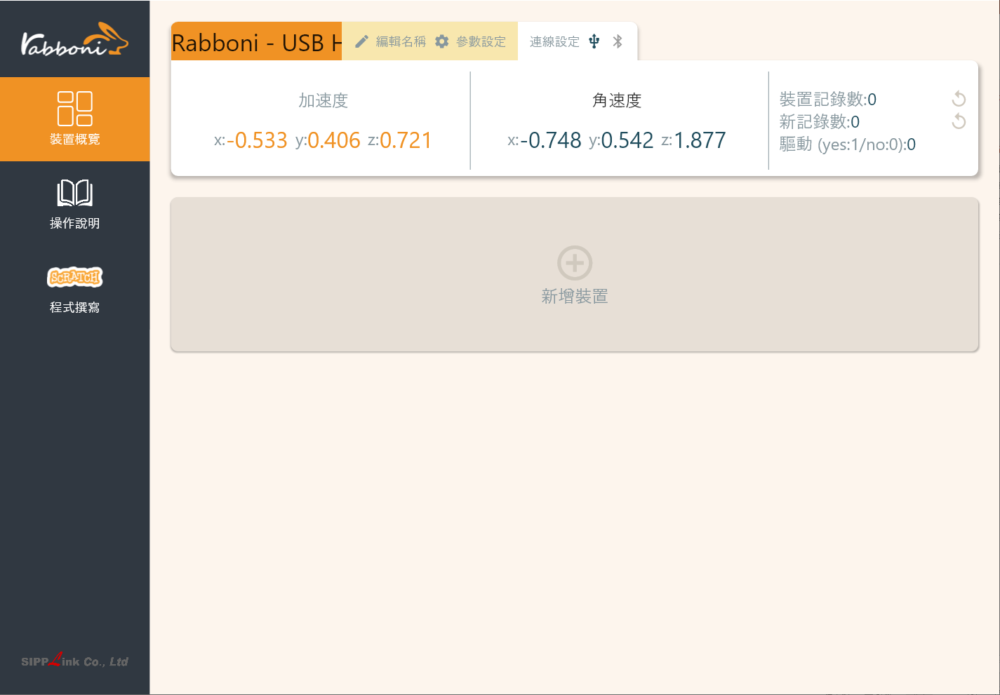 rabboni
裝置概覽
操作說明
SCRATCH
程式撰寫
SIPPLink Co., Ltd
Rabboni - USB H
編輯名稱 參數設定 連線設定
加速度
x:-0.533 y:0.406 z:0.721
角速度
x:-0.748 y:0.542 z:1.877
裝置記錄數:0
新記錄數:0
驅動 (yes:1/no:0):0
新增裝置